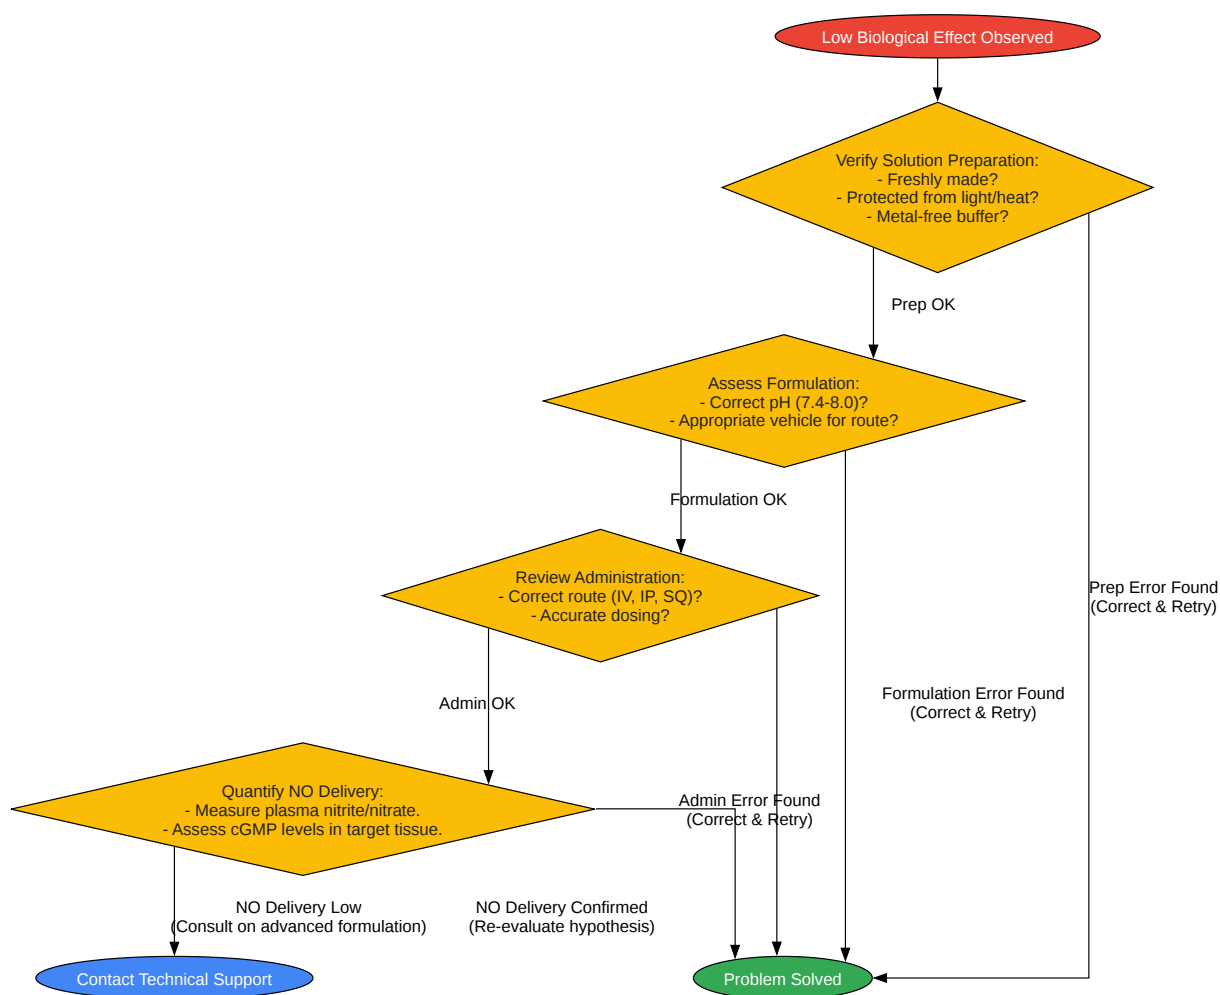 Low Biological Effect Observed
Verify Solution Preparation:
- Freshly made?
- Protected from light/heat?
- Metal-free buffer?
Prep OK
Assess Formulation:
- Correct pH (7.4-8.0)?
- Appropriate vehicle for route?
Formulation OK
Review Administration:
- Correct route (IV, IP, SQ)?
- Accurate dosing?
Prep Error Found
(Correct & Retry)
Formulation Error Found
(Correct & Retry)
Admin OK
Quantify NO Delivery:
- Measure plasma nitrite/nitrate.
- Assess cGMP levels in target tissue.
Admin Error Found
(Correct & Retry)
NO Delivery Low
(Consult on advanced formulation)
NO Delivery Confirmed
(Re-evaluate hypothesis)
Contact Technical Support
Problem Solved